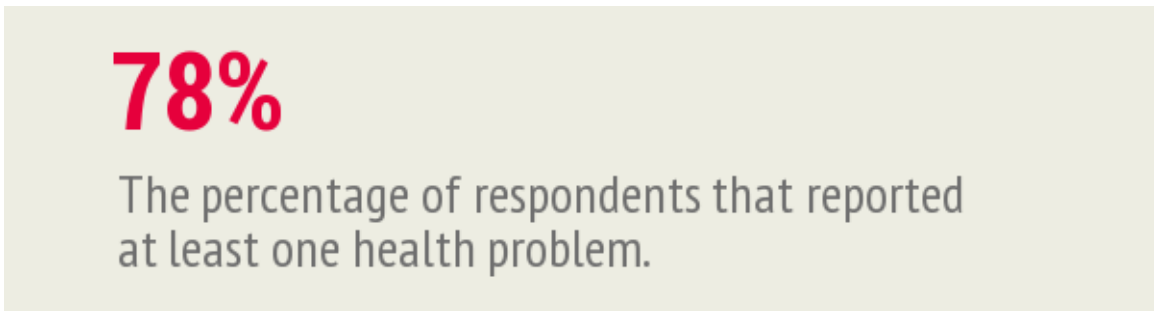 78%
The percentage of respondents that reported
at least one health problem.